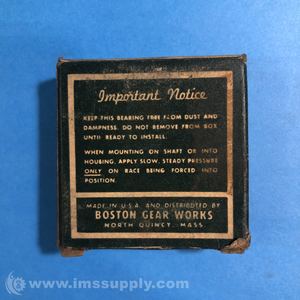 Important Notice
KEEP THIS BEARING FREE FROM DUST AND
DAMPNESS. DO NOT REMOVE FROM BOX
UNTIL READY TO INSTALL.
WHEN MOUNTING ON SHAFT OR INTO
HOUSING, APPLY SLOW, STEADY PRESSURE
ONLY ON RACE BEING FORCED INTO
POSITION.
MADE IN U.S.A. AND DISTRIBUTED BY
BOSTON GEAR WORKS
NORTH QUINCY, MASS.
© www.imssupply.com